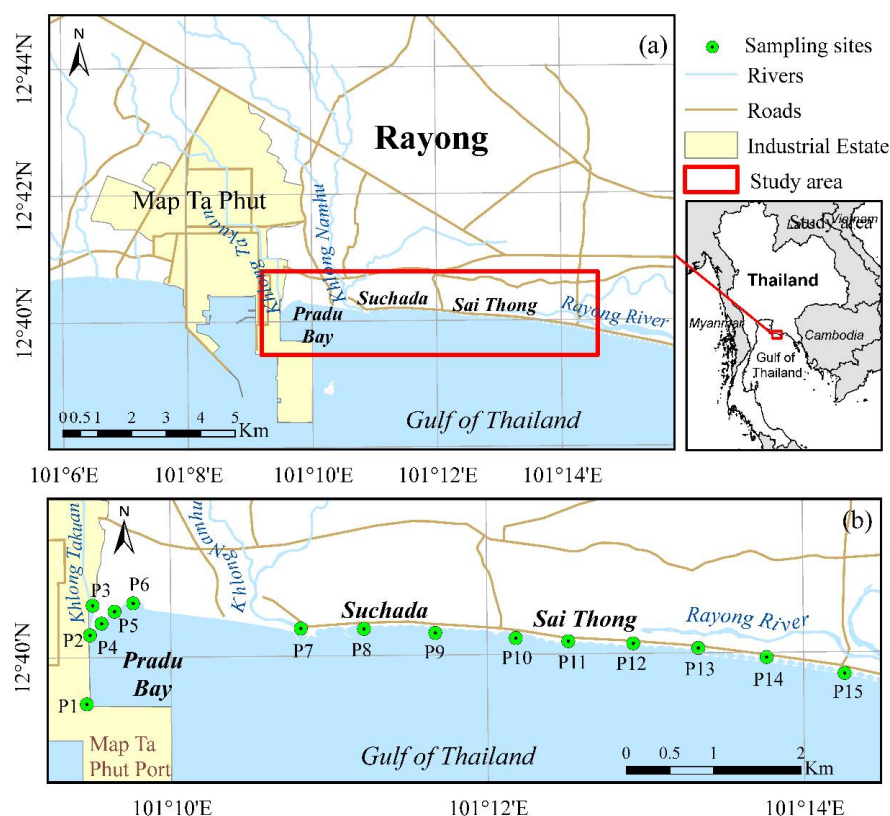 N
(a)
12°44'N
12°42'N
12°40'N
Rayong
Map Ta Phut
Khlong Takuan
Khlong Namhu
Suchada
Sai Thong
Pradu
Bay
Rayong River
Gulf of Thailand
0 0.5 1 2 3 4 5
Km
101°6'E 101°8'E 101°10'E 101°12'E 101°14'E
Sampling sites
Rivers
Roads
Industrial Estate
Study area
Study area
Vietnam
Thailand
Myanmar
Cambodia
Gulf of
Thailand
N
(b)
12°40'N
Khlong Takuan
Khlong Namhu
P3 P6
P5
P2 P4
P1
Pradu
Bay
Map Ta
Phut Port
Suchada
Sai Thong
Rayong River
P7 P8 P9 P10 P11 P12 P13 P14 P15
Gulf of Thailand
0 0.5 1 2
Km
101°10'E 101°12'E 101°14'E